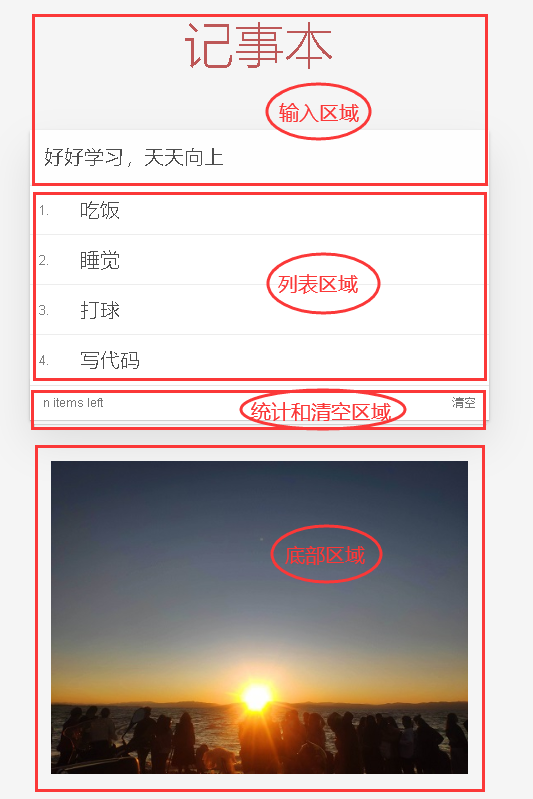 记事本
输入区域
好好学习，天天向上
1. 吃饭
2. 睡觉
列表区域
3. 打球
4. 写代码
n items left 统计和清空区域 清空
底部区域